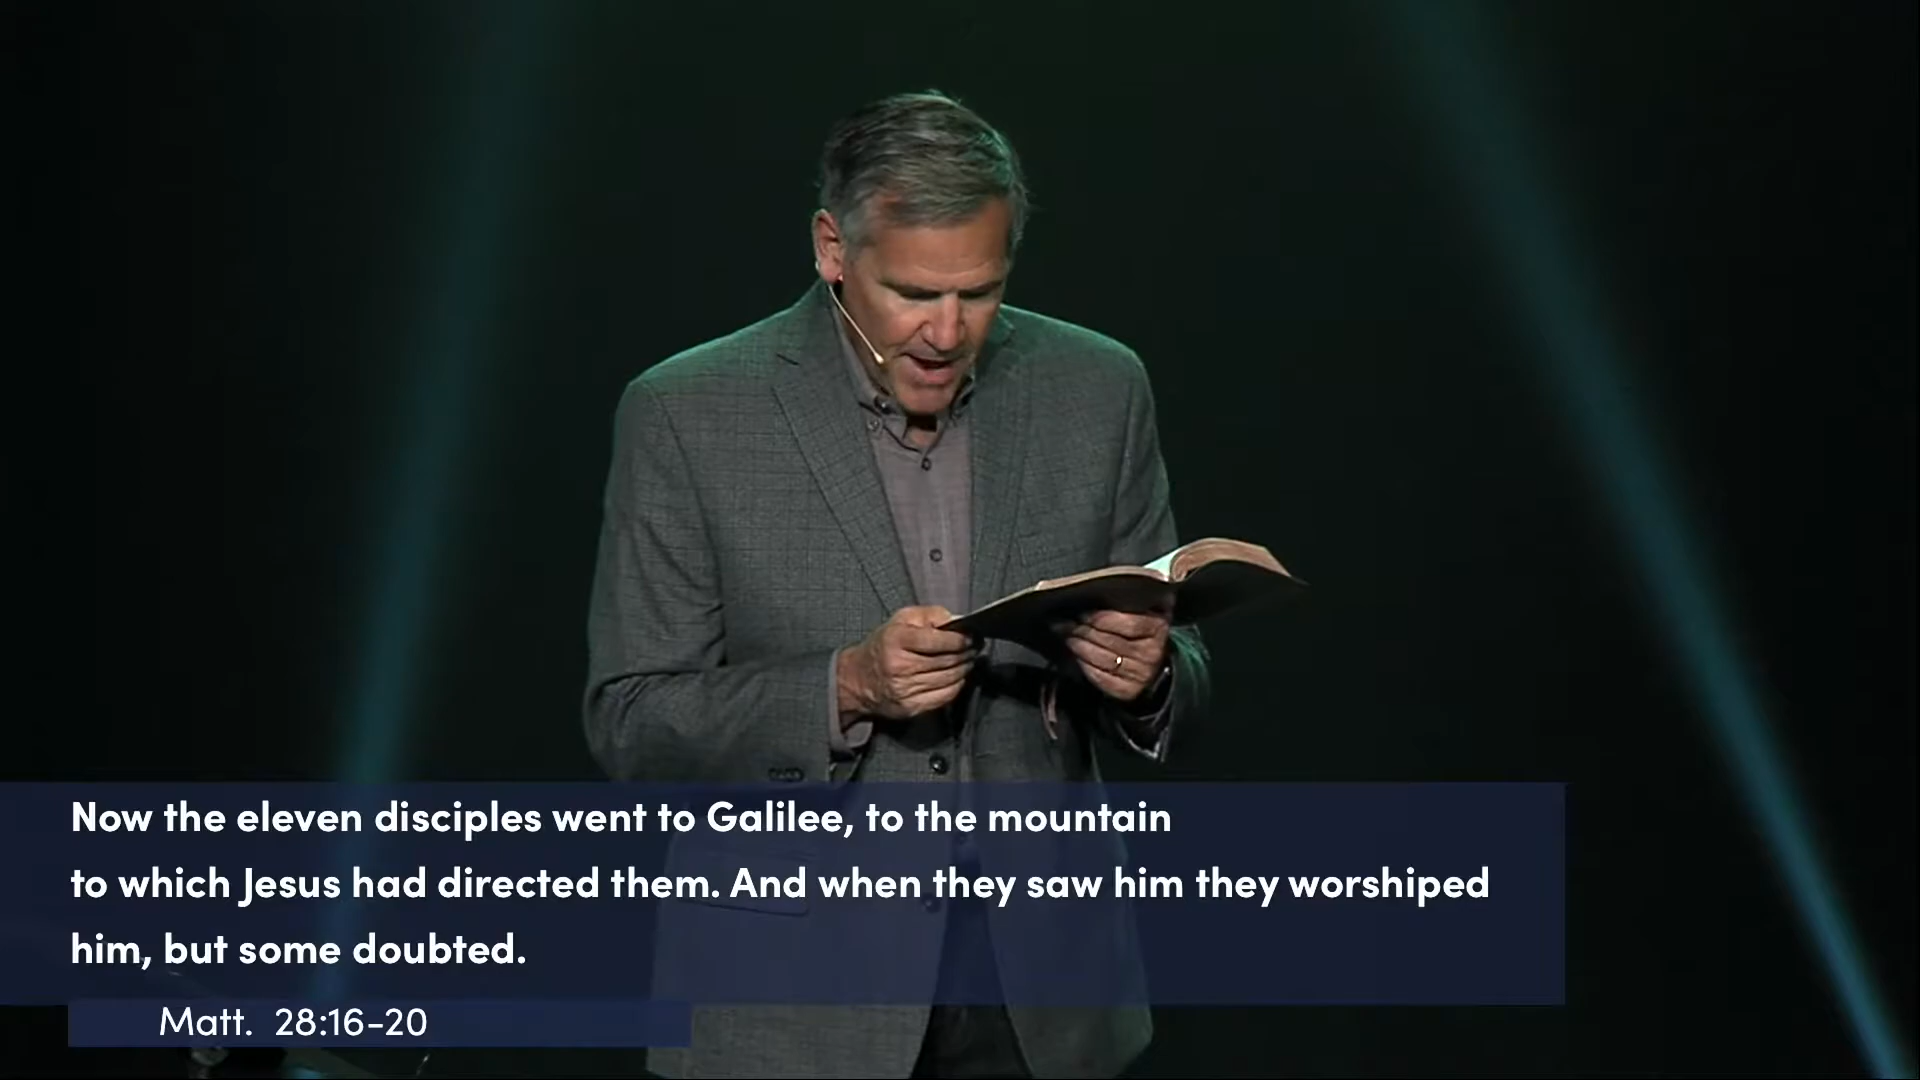 Now the eleven disciples went to Galilee, to the mountain
to which Jesus had directed them. And when they saw him they worshiped
him, but some doubted.
Matt. 28:16-20